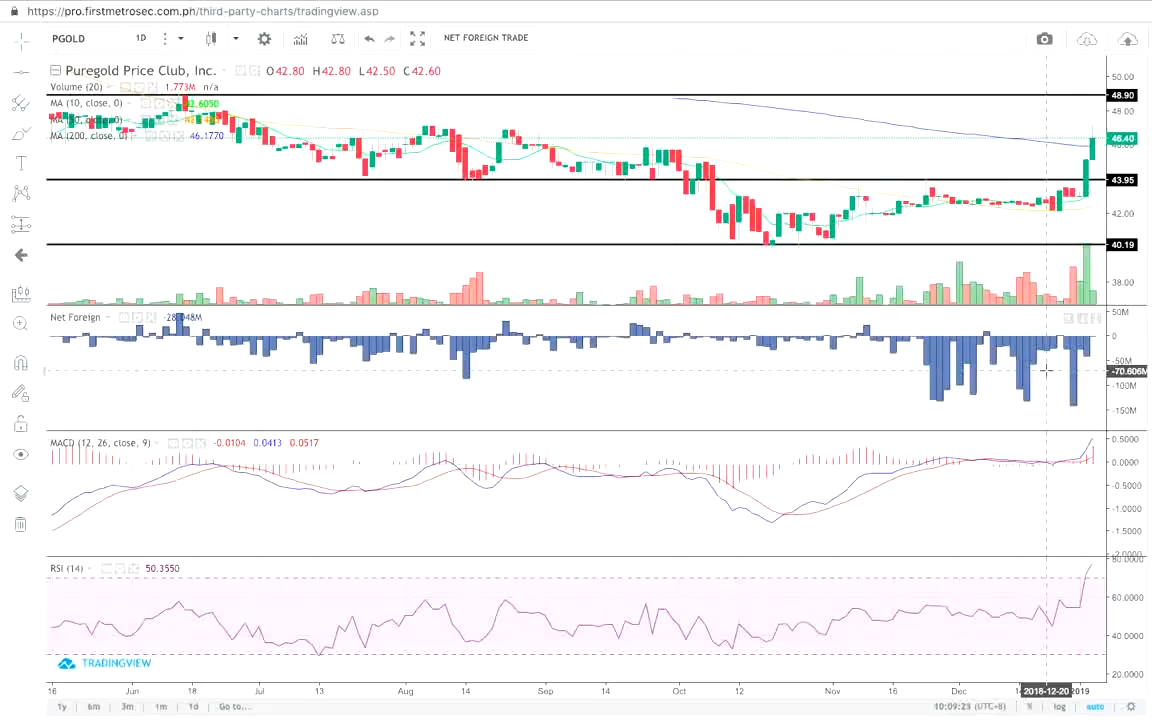 https://pro.firstmetrosec.com.ph/third-party-charts/tradingview.asp
PGOLD 1D NET FOREIGN TRADE
Puregold Price Club, Inc. O42.80 H42.80 L42.50 C42.60
Volume (20) 1.773M n/a
MA (10, close, 0)
MA (200, close, 0) 46.1770
50.00
48.90
48.00
46.40
43.95
42.00
40.19
38.00
Net Foreign -28.048M
50M
0
-50M
-70.606M
-100M
-150M
MACD (12, 26, close, 9) -0.0104 0.0413 0.0517
0.5000
0.0000
-0.5000
-1.0000
-1.5000
-2.0000
RSI (14) 50.3550
80.0000
60.0000
40.0000
20.0000
TRADINGVIEW
16 Jun 18 Jul 13 Aug 14 Sep 14 Oct 12 Nov 16 Dec 2018-12-20 2019
1y 6m 3m 1m 1d Go to... 10:09:23 (UTC+8) % log auto